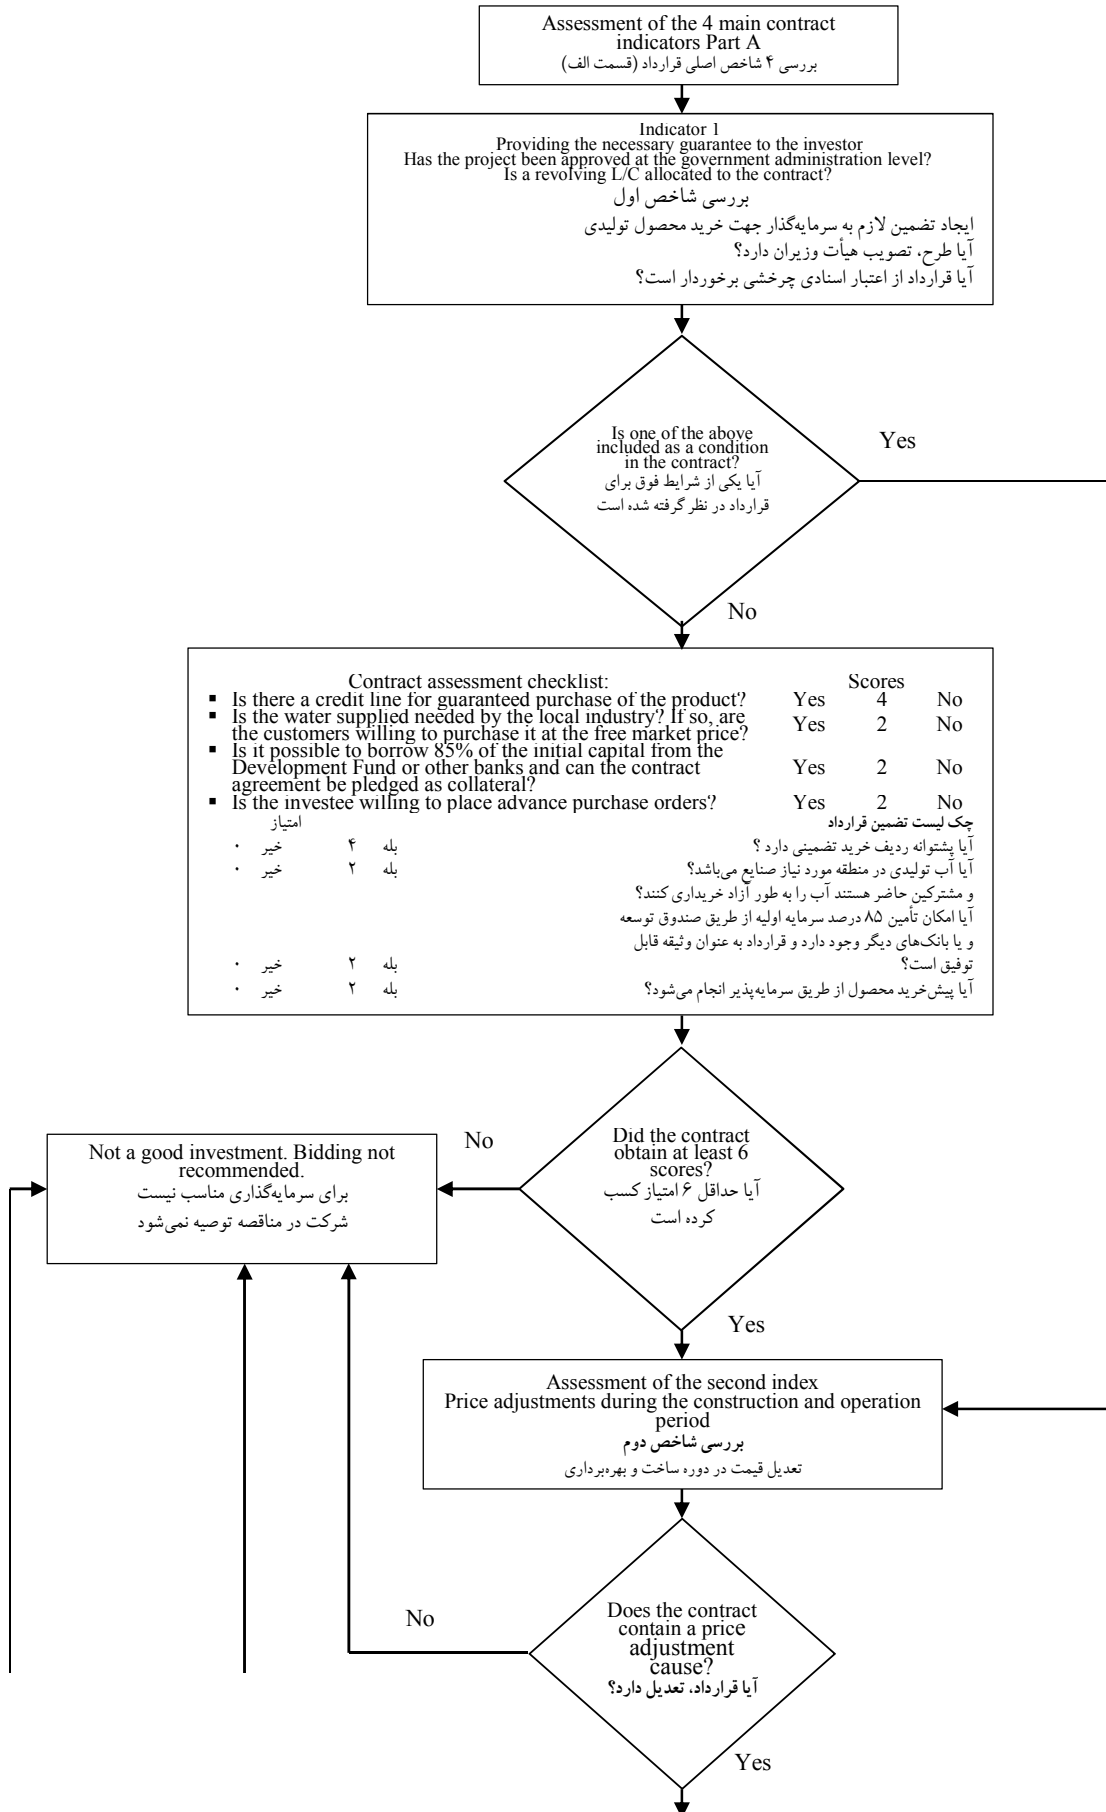 Assessment of the 4 main contract
indicators Part A
بررسی ۴ شاخص اصلی قرارداد (قسمت الف)
Indicator 1
Providing the necessary guarantee to the investor
Has the project been approved at the government administration level?
Is a revolving L/C allocated to the contract?
بررسی شاخص اول
ایجاد تضمین لازم به سرمایه‌گذار جهت خرید محصول تولیدی
آیا طرح، تصویب هیأت وزیران دارد؟
آیا قرارداد از اعتبار اسنادی چرخشی برخوردار است؟
Is one of the above
included as a condition
in the contract?
آیا یکی از شرایط فوق برای
قرارداد در نظر گرفته شده است
Yes
No
Contract assessment checklist: Scores
▪ Is there a credit line for guaranteed purchase of the product? Yes 4 No
▪ Is the water supplied needed by the local industry? If so, are
the customers willing to purchase it at the free market price? Yes 2 No
▪ Is it possible to borrow 85% of the initial capital from the
Development Fund or other banks and can the contract Yes 2 No
agreement be pledged as collateral?
▪ Is the investee willing to place advance purchase orders? Yes 2 No
چک لیست تضمین قرارداد امتیاز
آیا پشتوانه ردیف خرید تضمینی دارد ؟ بله ۴ خیر ۰
آیا آب تولیدی در منطقه مورد نیاز صنایع می‌باشد؟ بله ۲ خیر ۰
و مشترکین حاضر هستند آب را به طور آزاد خریداری کنند؟
آیا امکان تأمین ۸۵ درصد سرمایه اولیه از طریق صندوق توسعه
و یا بانک‌های دیگر وجود دارد و قرارداد به عنوان وثیقه قابل
توفیق است؟ بله ۲ خیر ۰
آیا پیش‌خرید محصول از طریق سرمایه‌پذیر انجام می‌شود؟ بله ۲ خیر ۰
Did the contract
obtain at least 6
scores?
آیا حداقل ۶ امتیاز کسب
کرده است
No
Not a good investment. Bidding not
recommended.
برای سرمایه‌گذاری مناسب نیست
شرکت در مناقصه توصیه نمی‌شود
Yes
Assessment of the second index
Price adjustments during the construction and operation
period
بررسی شاخص دوم
تعدیل قیمت در دوره ساخت و بهره‌برداری
Does the contract
contain a price
adjustment
cause?
آیا قرارداد، تعدیل دارد؟
No
Yes